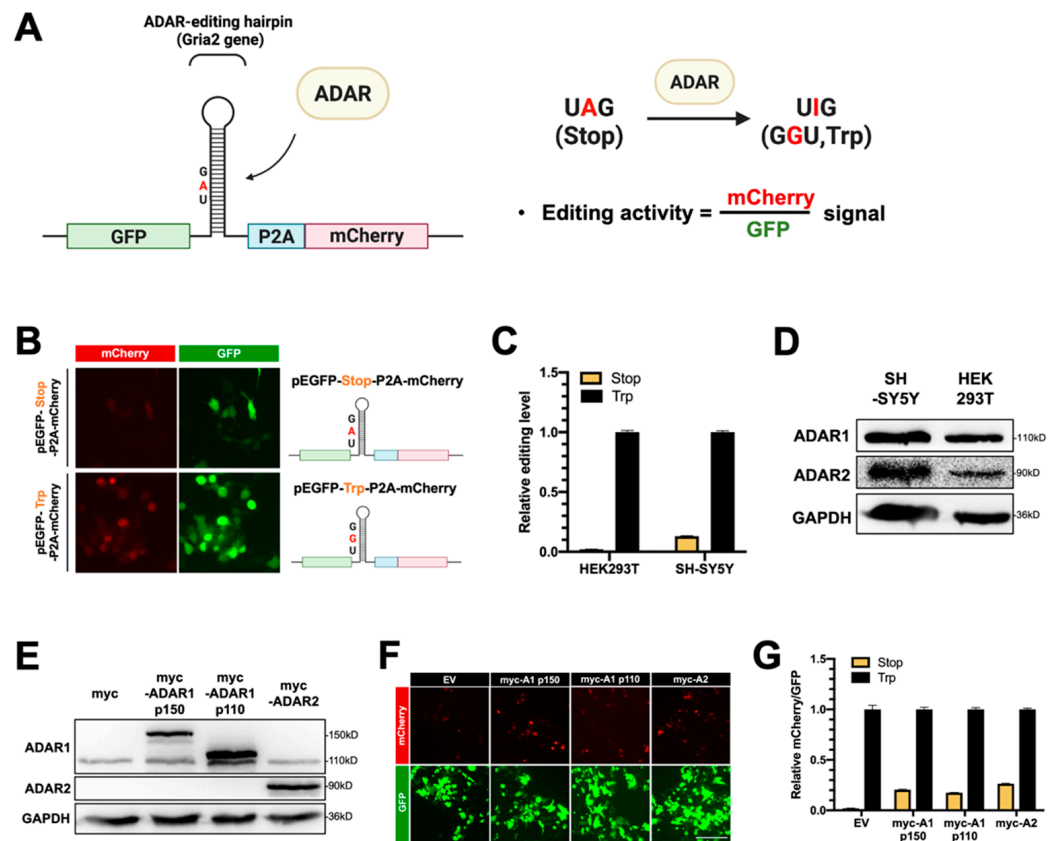 A
ADAR-editing hairpin
(Gria2 gene)
ADAR
G
A
U
GFP
P2A
mCherry
ADAR
UAG
(Stop)
UIG
(GGU,Trp)
• Editing activity = mCherry
GFP
signal
B
mCherry
GFP
pEGFP- Stop
-P2A-mCherry
pEGFP-Stop-P2A-mCherry
G
A
U
pEGFP- Trp
-P2A-mCherry
pEGFP-Trp-P2A-mCherry
G
G
U
C
Relative editing level
1.5
1.0
0.5
0.0
Stop
Trp
HEK293T
SH-SY5Y
D
SH
-SY5Y
HEK
293T
ADAR1
-110kD
ADAR2
-90kD
GAPDH
-36kD
E
myc
myc
-ADAR1
p150
myc
-ADAR1
p110
myc
-ADAR2
ADAR1
-150kD
-110kD
ADAR2
-90kD
GAPDH
-36kD
F
EV
myc-A1 p150
myc-A1 p110
myc-A2
mCherry
GFP
G
Relative mCherry/GFP
1.5
1.0
0.5
0.0
Stop
Trp
EV
myc-A1
p150
myc-A1
p110
myc-A2